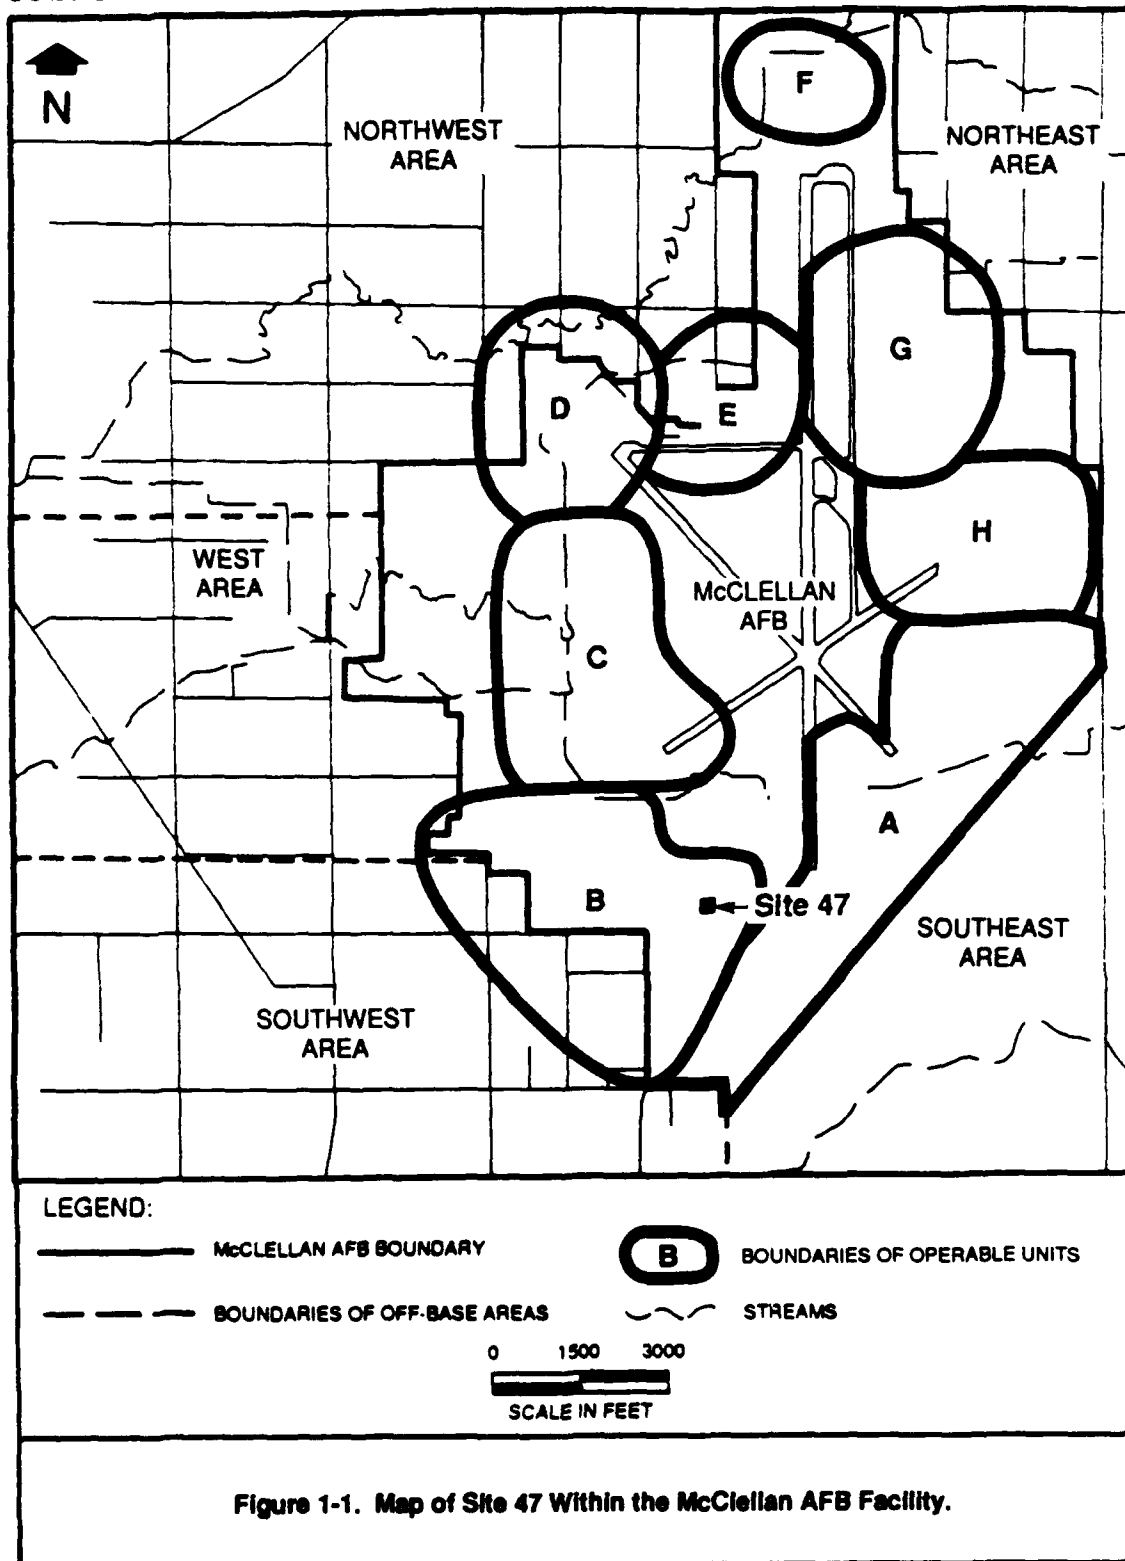 N
NORTHWEST
AREA
F
NORTHEAST
AREA
G
D
E
H
WEST
AREA
McCLELLAN
AFB
C
A
B
Site 47
SOUTHEAST
AREA
SOUTHWEST
AREA
LEGEND:
McCLELLAN AFB BOUNDARY
B
BOUNDARIES OF OPERABLE UNITS
BOUNDARIES OF OFF-BASE AREAS
STREAMS
0 1500 3000
SCALE IN FEET
Figure 1-1. Map of Site 47 Within the McClellan AFB Facility.